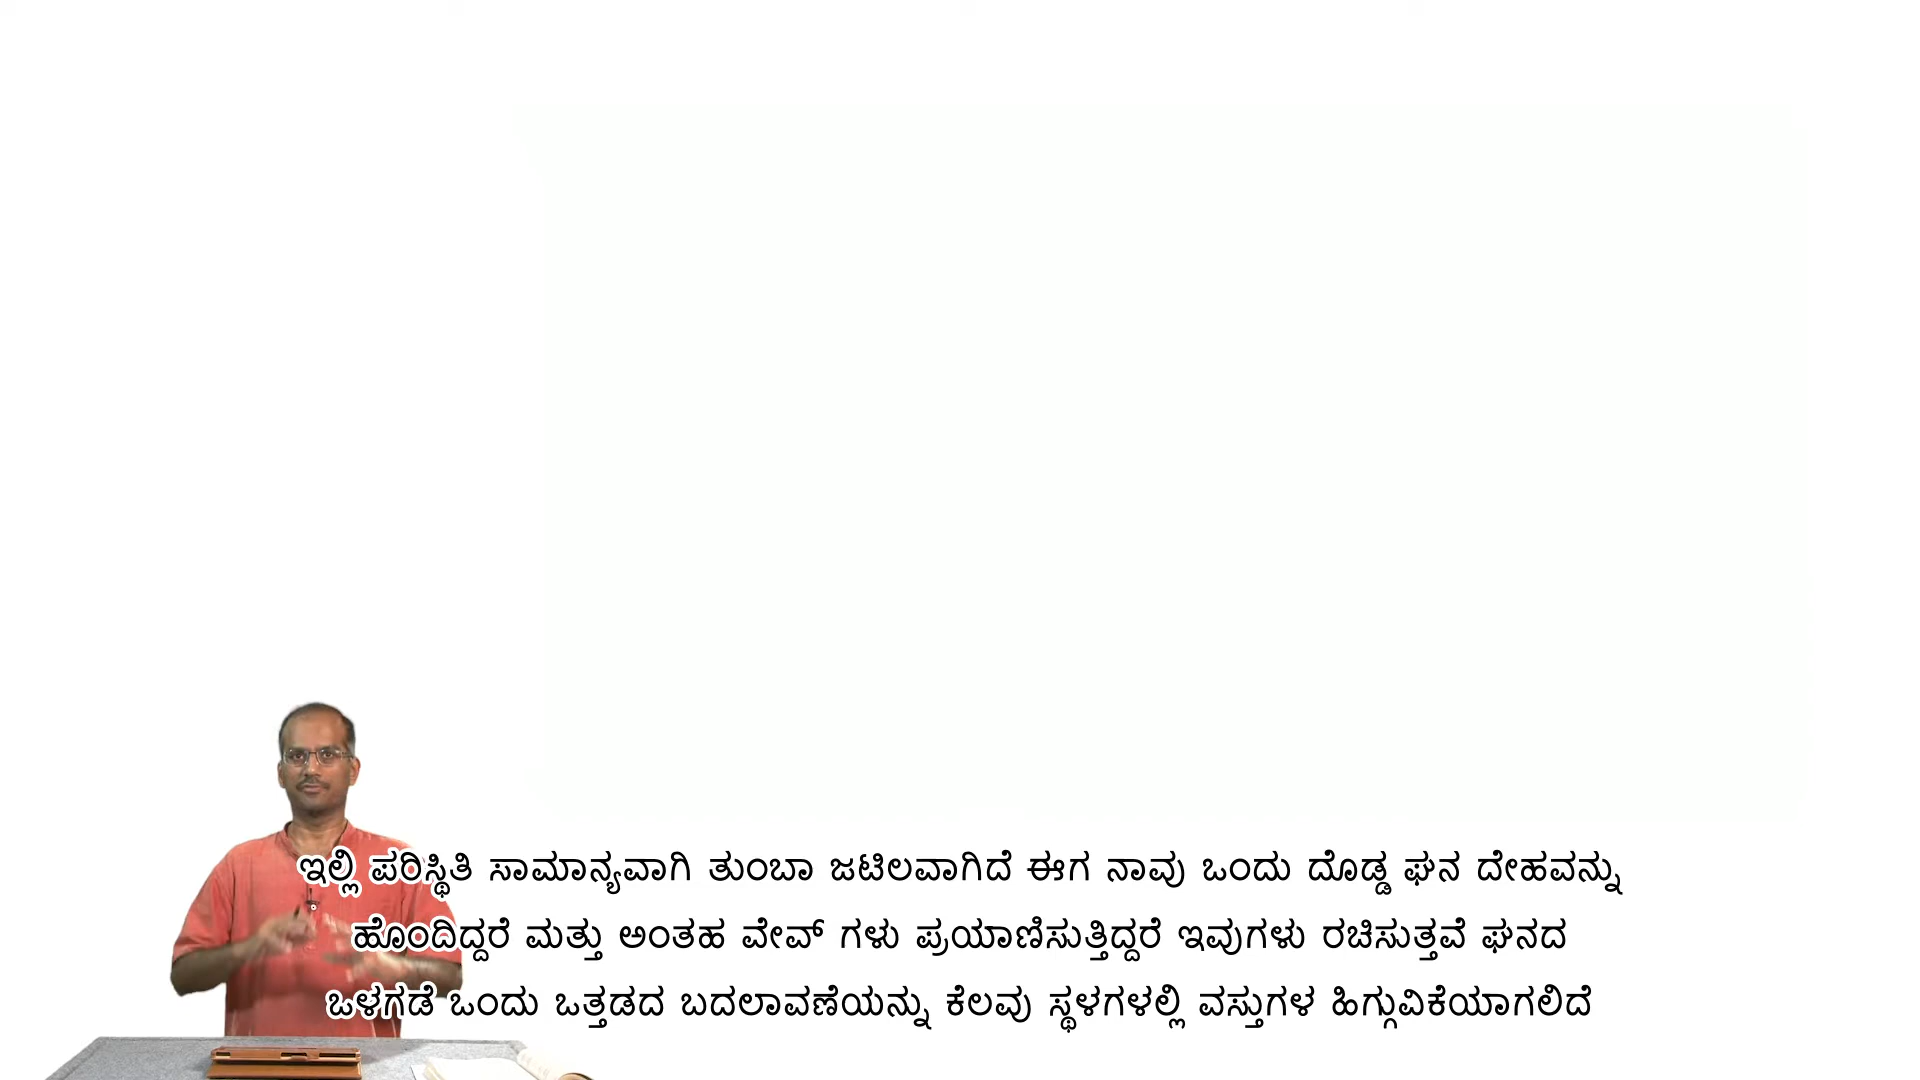 ಇಲ್ಲಿ ಪರಿಸ್ಥಿತಿ ಸಾಮಾನ್ಯವಾಗಿ ತುಂಬಾ ಜಟಿಲವಾಗಿದೆ ಈಗ ನಾವು ಒಂದು ದೊಡ್ಡ ಘನ ದೇಹವನ್ನು
ಹೊಂದಿದ್ದರೆ ಮತ್ತು ಅಂತಹ ವೇವ್ ಗಳು ಪ್ರಯಾಣಿಸುತ್ತಿದ್ದರೆ ಇವುಗಳು ರಚಿಸುತ್ತವೆ ಘನದ
ಒಳಗಡೆ ಒಂದು ಒತ್ತಡದ ಬದಲಾವಣೆಯನ್ನು ಕೆಲವು ಸ್ಥಳಗಳಲ್ಲಿ ವಸ್ತುಗಳ ಹಿಗ್ಗುವಿಕೆಯಾಗಲಿದೆ